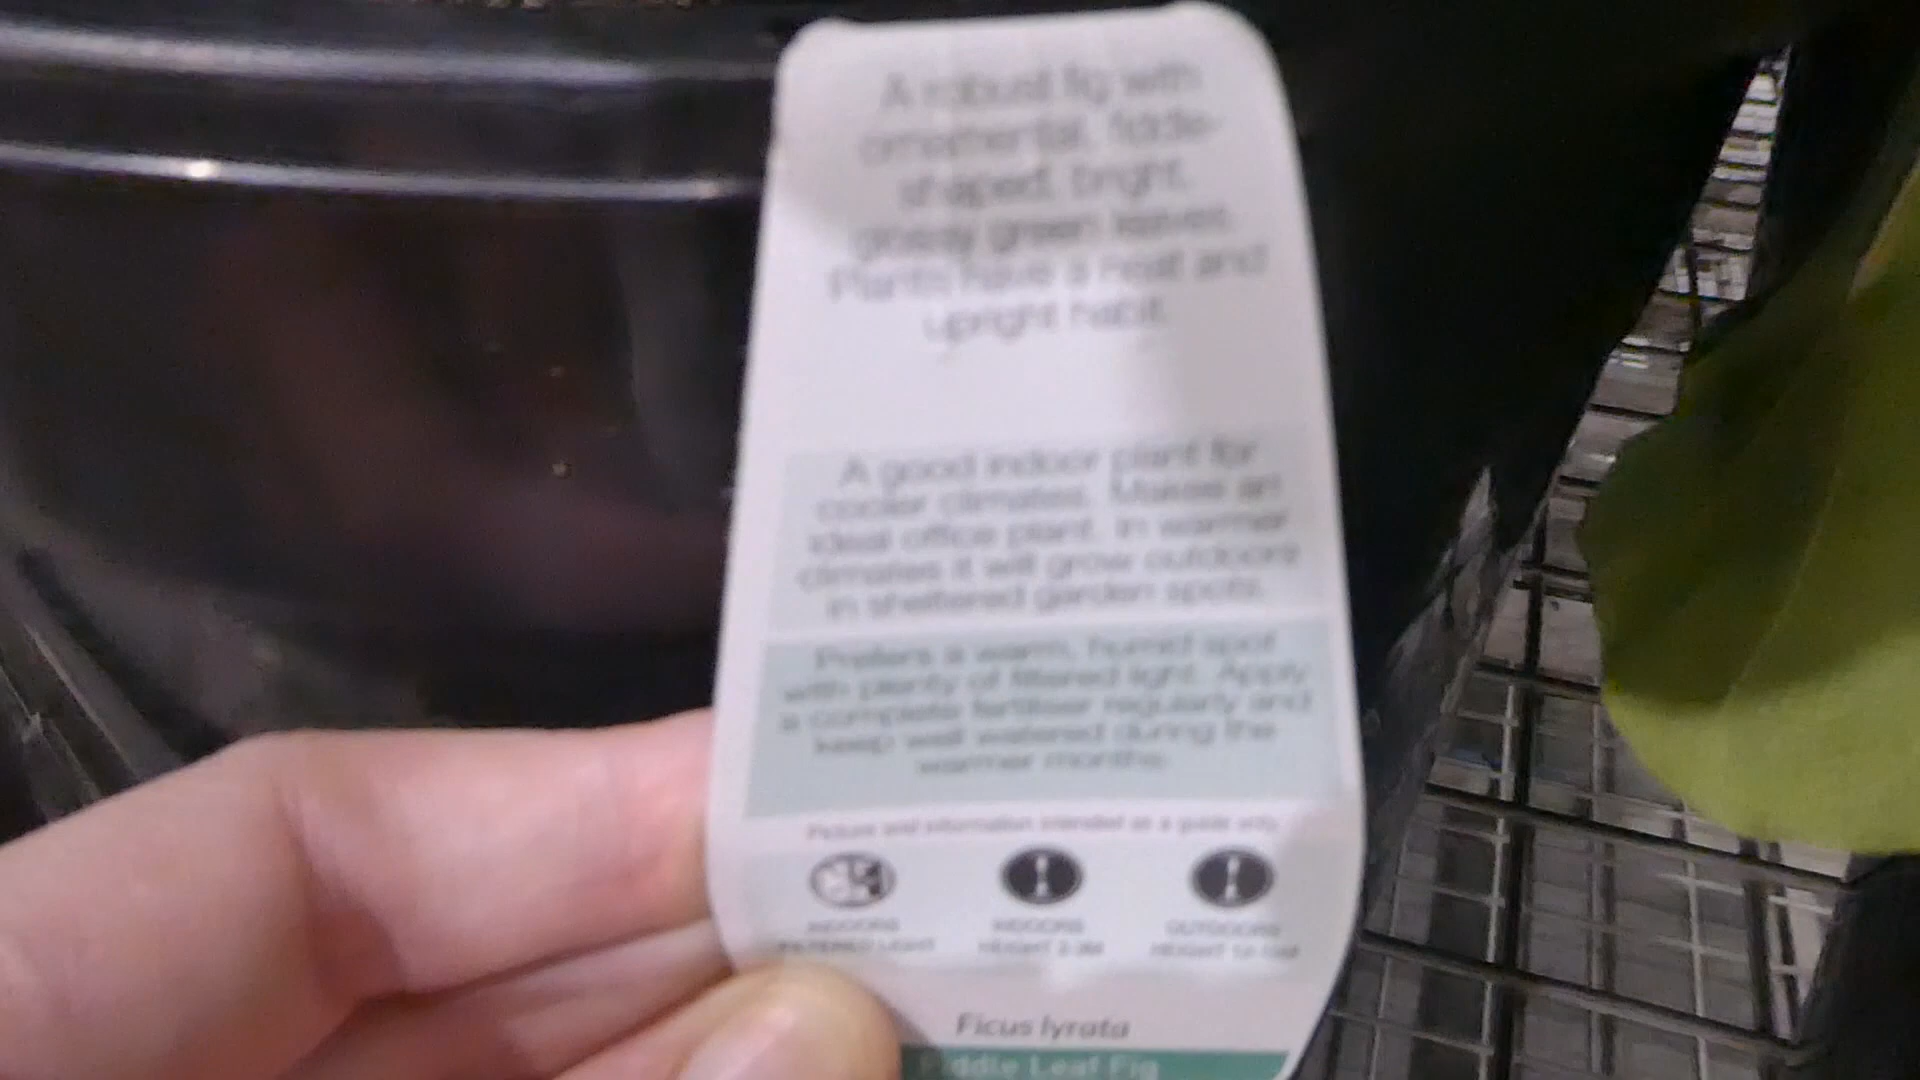 A robust fig with
ornamental, fiddle-
shaped, bright,
glossy green leaves.
Plants have a neat and
upright habit.
A good indoor plant for
cooler climates. Makes an
ideal office plant. In warmer
climates it will grow outdoors
in sheltered garden spots.
Prefers a warm, humid spot
with plenty of filtered light. Apply
a complete fertiliser regularly and
keep well watered during the
warmer months.
Picture and information intended as a guide only.
INDOORS INDOORS OUTDOORS
FILTERED LIGHT HEIGHT HEIGHT
Ficus lyrata
Fiddle Leaf Fig